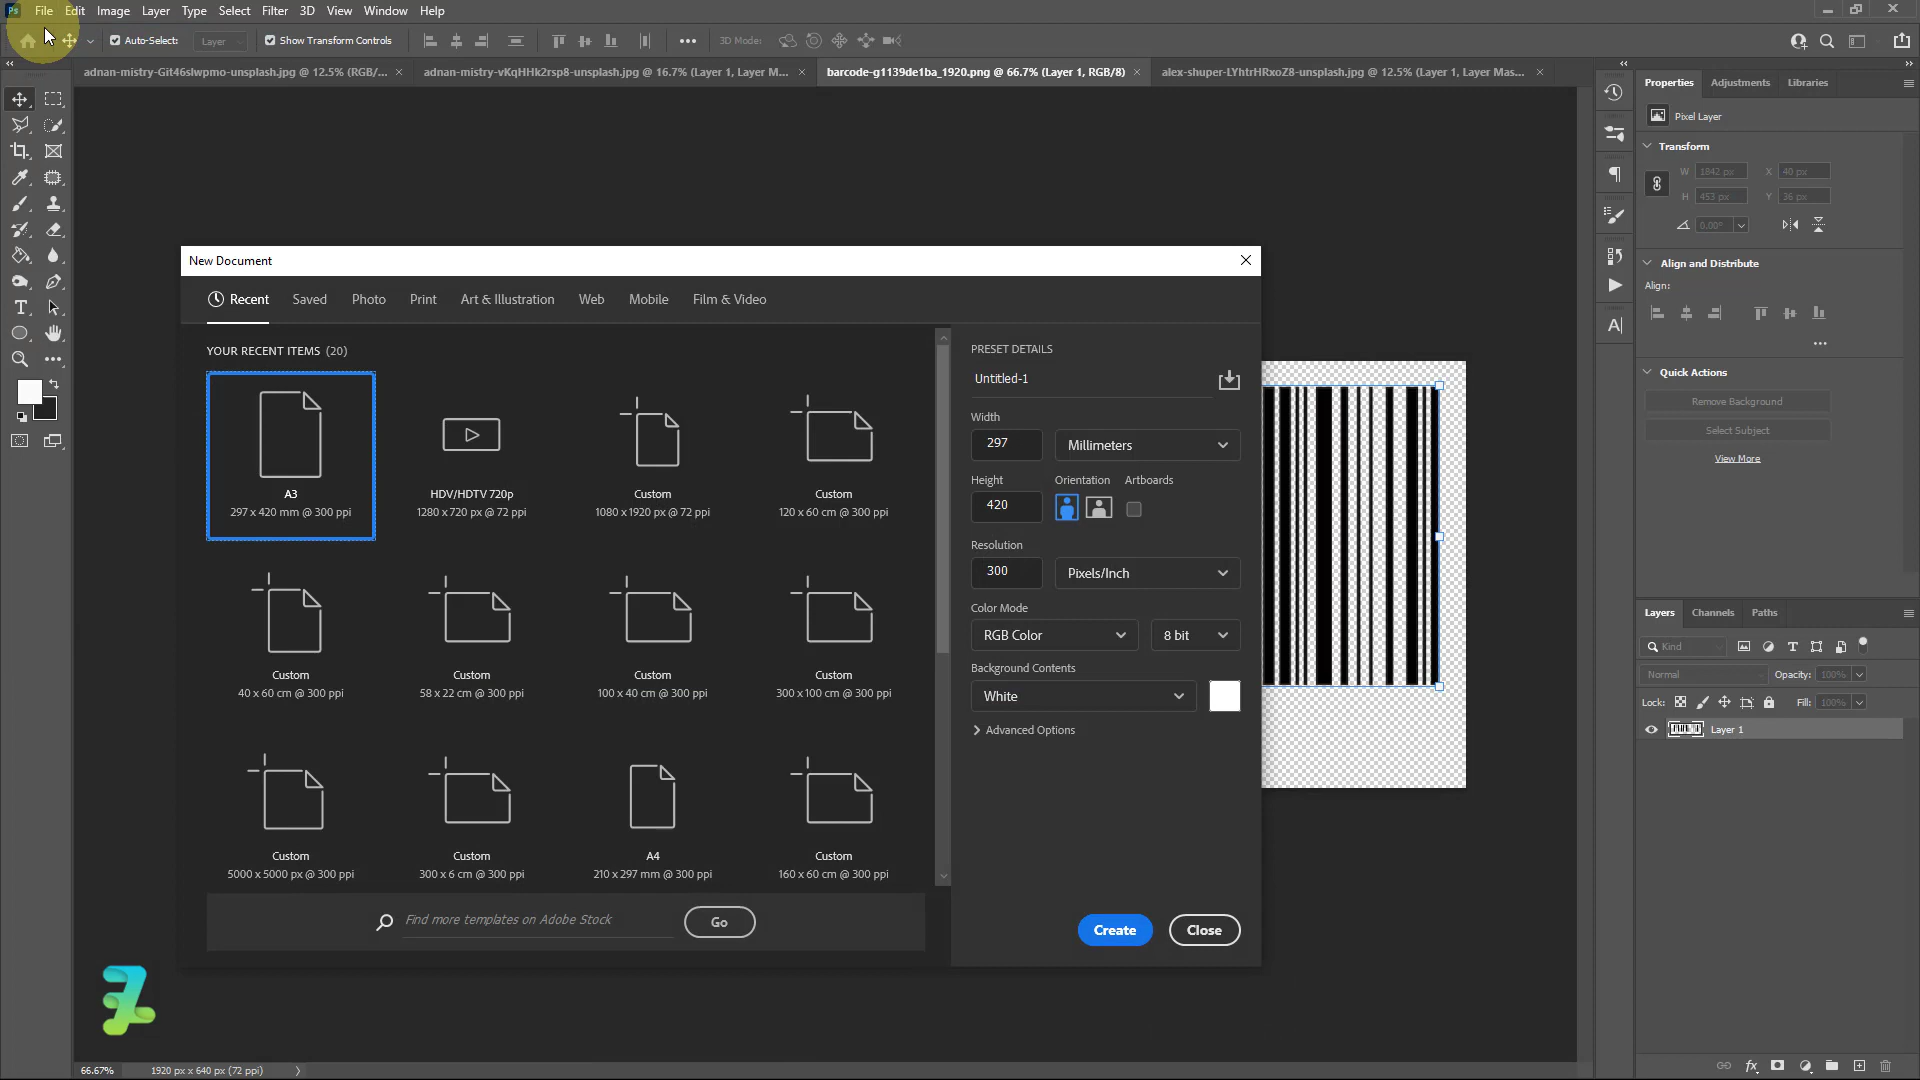 Ps File Edit Image Layer Type Select Filter 3D View Window Help
Auto-Select: Layer Show Transform Controls 3D Mode:
adnan-mistry-Git46slwpmo-unsplash.jpg @ 12.5% (RGB/... adnan-mistry-vKqHHk2rsp8-unsplash.jpg @ 16.7% (Layer 1, Layer M... barcode-g1139de1ba_1920.png @ 66.7% (Layer 1, RGB/8) alex-shuper-LYhtrHRxoZ8-unsplash.jpg @ 12.5% (Layer 1, Layer Mas...
New Document
Recent Saved Photo Print Art & Illustration Web Mobile Film & Video
YOUR RECENT ITEMS (20)
A3
297 x 420 mm @ 300 ppi
HDV/HDTV 720p
1280 x 720 px @ 72 ppi
Custom
1080 x 1920 px @ 72 ppi
Custom
120 x 60 cm @ 300 ppi
Custom
40 x 60 cm @ 300 ppi
Custom
58 x 22 cm @ 300 ppi
Custom
100 x 40 cm @ 300 ppi
Custom
300 x 100 cm @ 300 ppi
Custom
5000 x 5000 px @ 300 ppi
Custom
300 x 6 cm @ 300 ppi
A4
210 x 297 mm @ 300 ppi
Custom
160 x 60 cm @ 300 ppi
Find more templates on Adobe Stock Go
PRESET DETAILS
Untitled-1
Width
297 Millimeters
Height Orientation Artboards
420
Resolution
300 Pixels/Inch
Color Mode
RGB Color 8 bit
Background Contents
White
Advanced Options
Create Close
Properties Adjustments Libraries
Pixel Layer
Transform
W 1842 px X 40 px
H 453 px Y 36 px
0.00°
Align and Distribute
Align:
Quick Actions
Remove Background
Select Subject
View More
Layers Channels Paths
Kind
Normal Opacity: 100%
Lock: Fill: 100%
Layer 1
fx
66.67% 1920 px x 640 px (72 ppi)